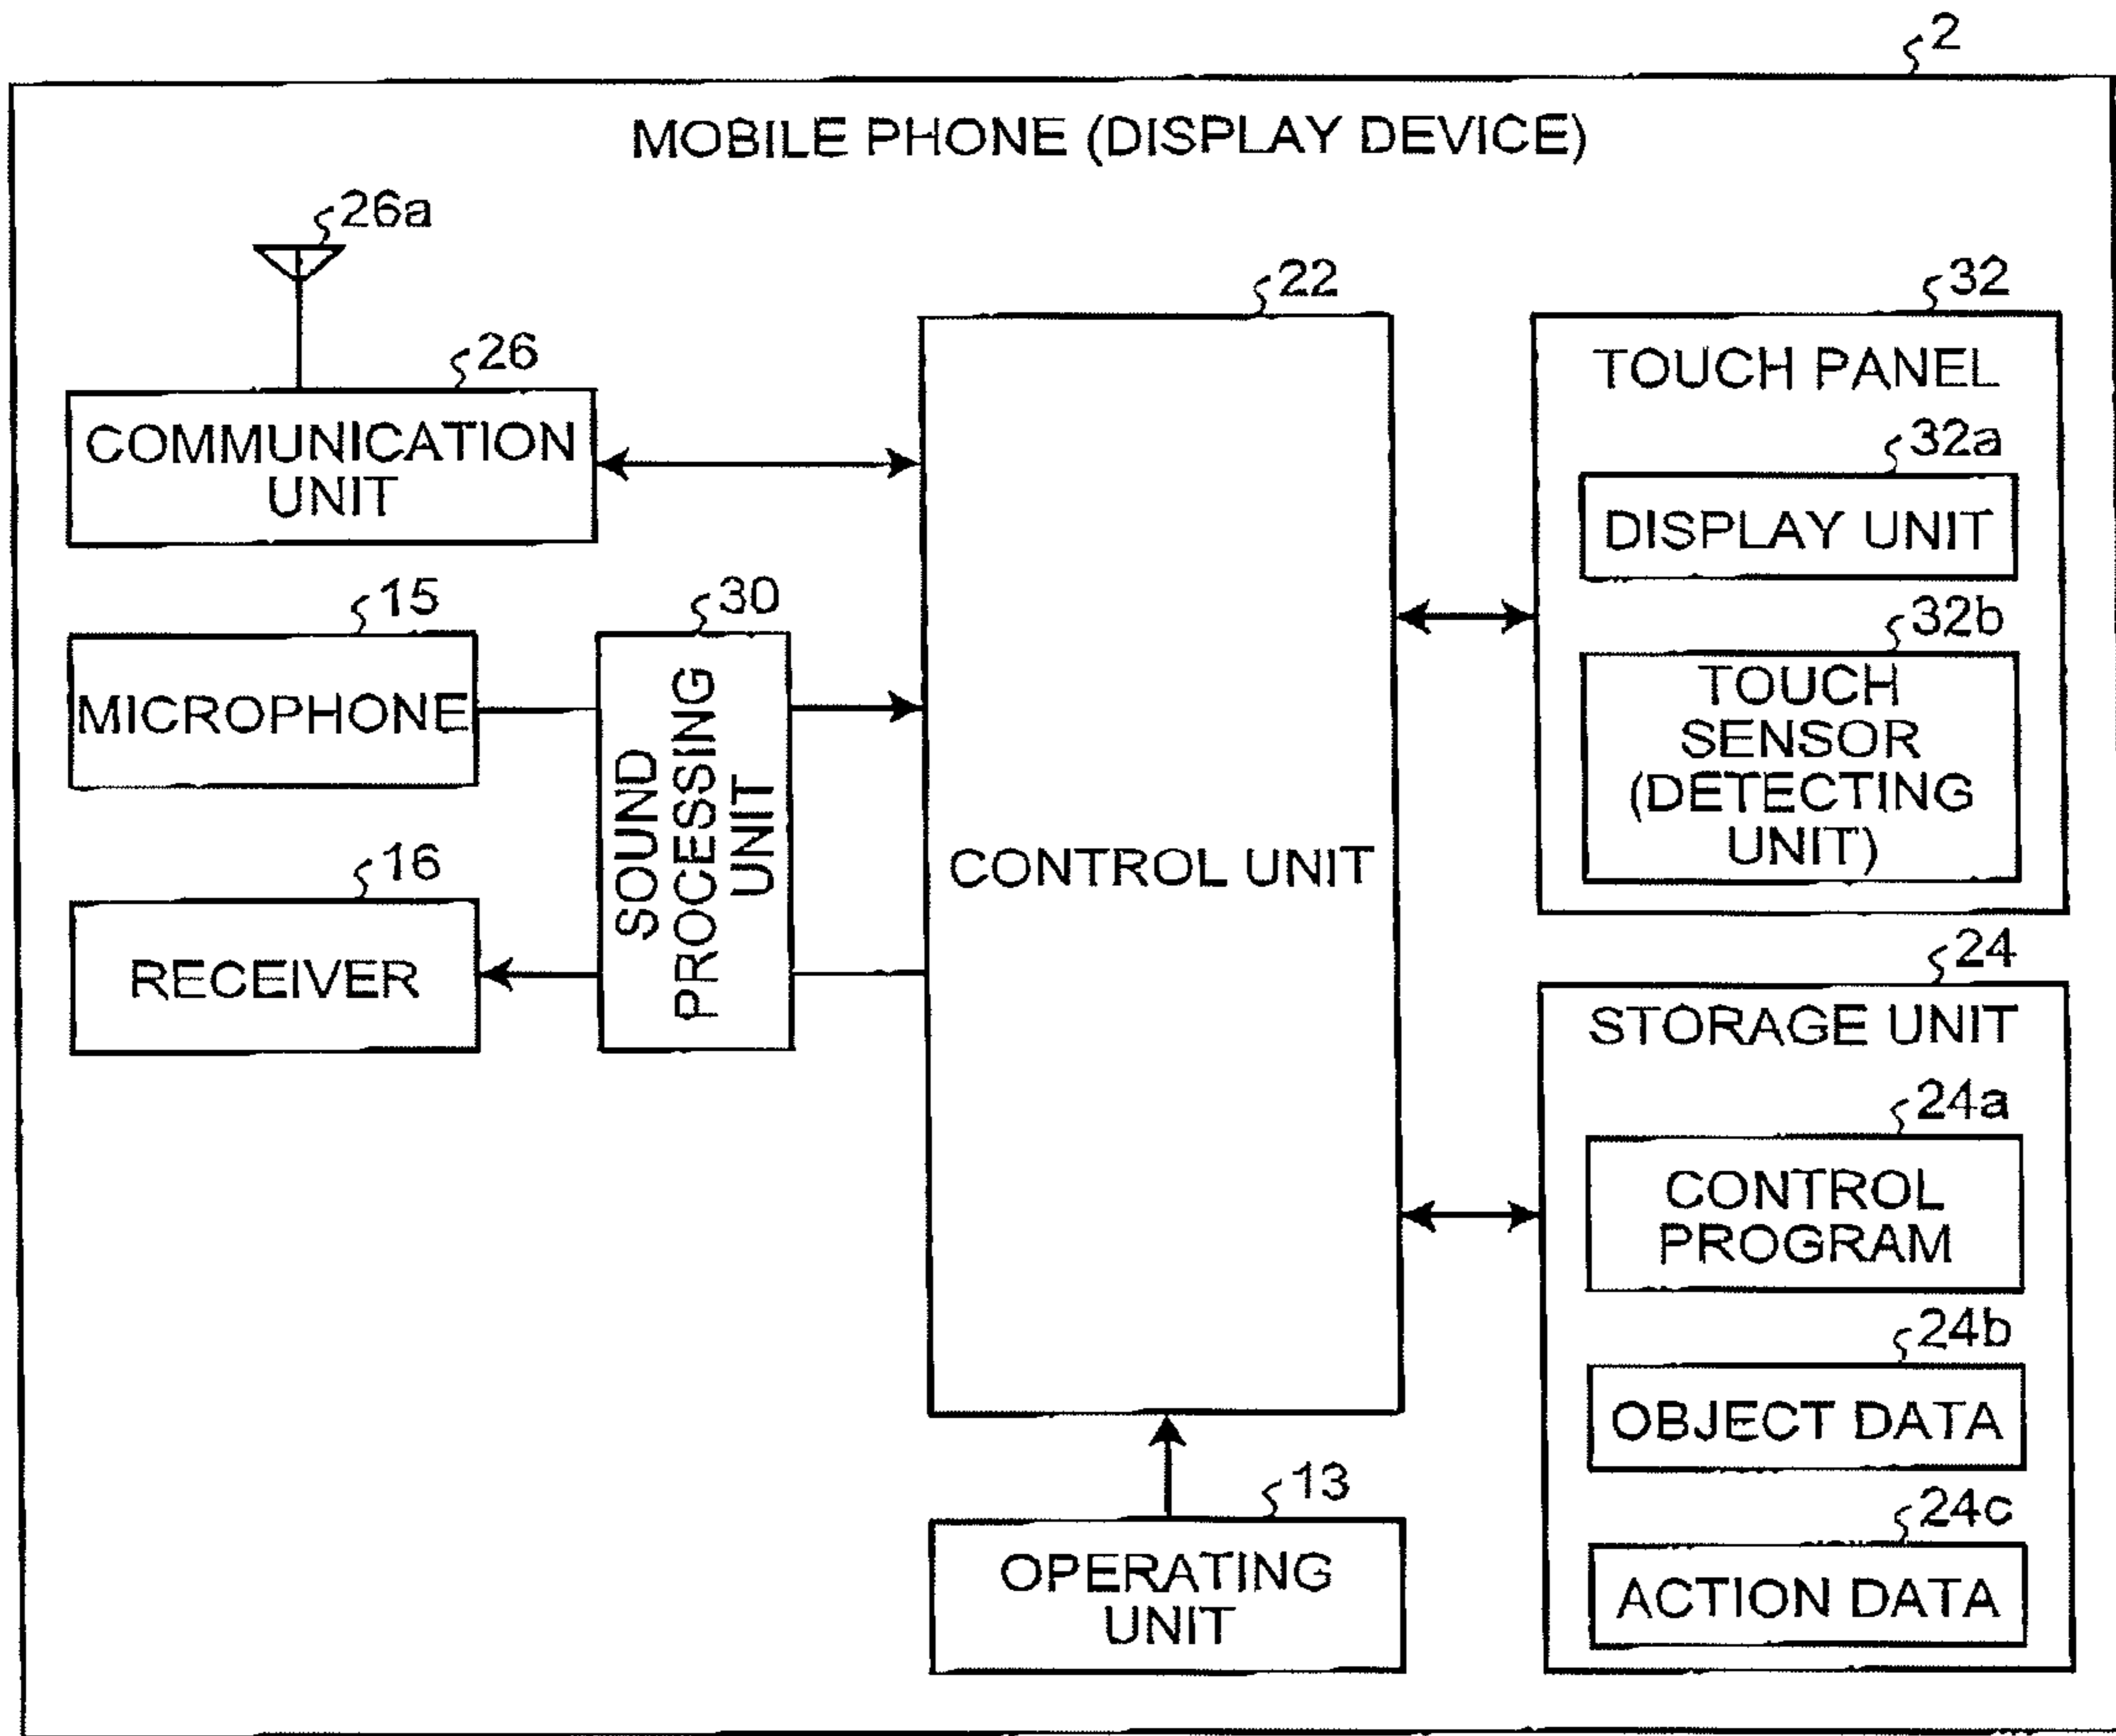 2
MOBILE PHONE (DISPLAY DEVICE)
26a
26
COMMUNICATION
UNIT
15
MICROPHONE
16
RECEIVER
30
SOUND
PROCESSING
UNIT
22
CONTROL UNIT
13
OPERATING
UNIT
32
TOUCH PANEL
32a
DISPLAY UNIT
32b
TOUCH
SENSOR
(DETECTING
UNIT)
24
STORAGE UNIT
24a
CONTROL
PROGRAM
24b
OBJECT DATA
24c
ACTION DATA